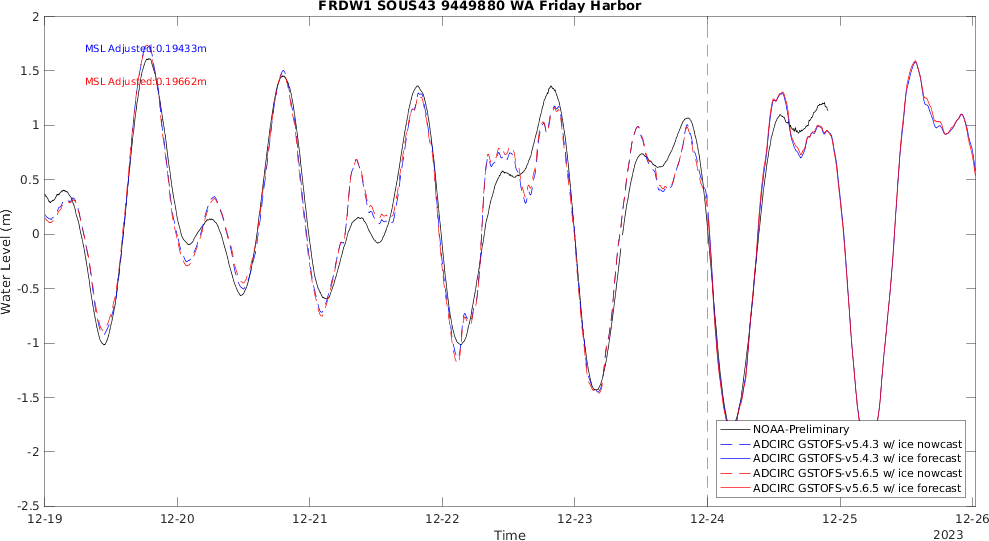 FRDW1 SOUS43 9449880 WA Friday Harbor
MSL Adjusted:0.19433m
MSL Adjusted:0.19662m
Water Level (m)
2
1.5
1
0.5
0
-0.5
-1
-1.5
-2
-2.5
NOAA-Preliminary
ADCIRC GSTOFS-v5.4.3 w/ ice nowcast
ADCIRC GSTOFS-v5.4.3 w/ ice forecast
ADCIRC GSTOFS-v5.6.5 w/ ice nowcast
ADCIRC GSTOFS-v5.6.5 w/ ice forecast
12-19 12-20 12-21 12-22 12-23 12-24 12-25 12-26
Time
2023